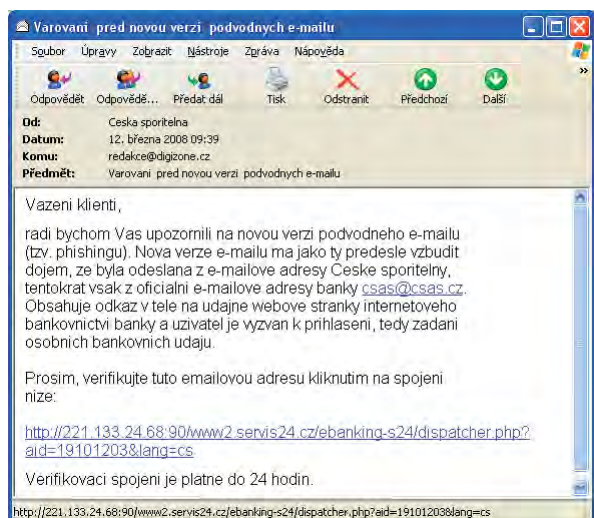 Varovani pred novou verzi podvodnych e-mailu
Soubor Úpravy Zobrazit Nástroje Zpráva Nápověda
Odpovědět Odpovědě... Předat dál Tisk Odstranit Předchozí Další
Od: Ceska sporitelna
Datum: 12. března 2008 09:39
Komu: redakce@digizone.cz
Předmět: Varovani pred novou verzi podvodnych e-mailu
Vazeni klienti,
radi bychom Vas upozornili na novou verzi podvodneho e-mailu
(tzv. phishingu). Nova verze e-mailu ma jako ty predesle vzbudit
dojem, ze byla odeslana z e-mailove adresy Ceske sporitelny,
tentokrat vsak z oficialni e-mailove adresy banky csas@csas.cz.
Obsahuje odkaz v tele na udajne webove stranky internetoveho
bankovnictvi banky a uzivatel je vyzvan k prihlaseni, tedy zadani
osobnich bankovnich udaju.
Prosim, verifikujte tuto emailovou adresu kliknutim na spojeni
nize:
http://221.133.24.68:90/www2.servis24.cz/ebanking-s24/dispatcher.php?
aid=19101203&lang=cs
Verifikovaci spojeni je platne do 24 hodin.
http://221.133.24.68:90/www2.servis24.cz/ebanking-s24/dispatcher.php?aid=19101203&lang=cs